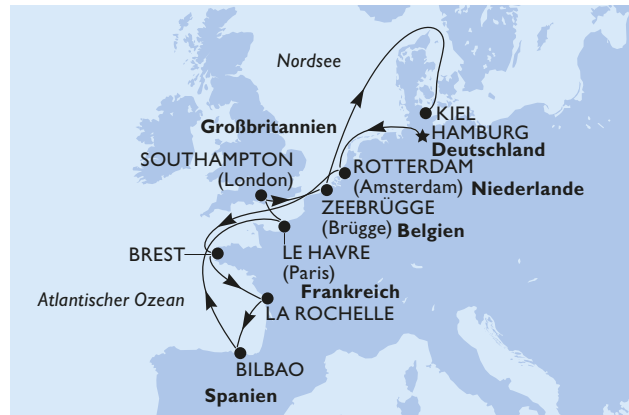 Nordsee
KIEL
HAMBURG
Deutschland
Großbritannien
SOUTHAMPTON
(London)
ROTTERDAM
(Amsterdam) Niederlande
ZEEBRÜGGE
(Brügge) Belgien
BREST
LE HAVRE
(Paris)
Frankreich
Atlantischer Ozean
LA ROCHELLE
BILBAO
Spanien